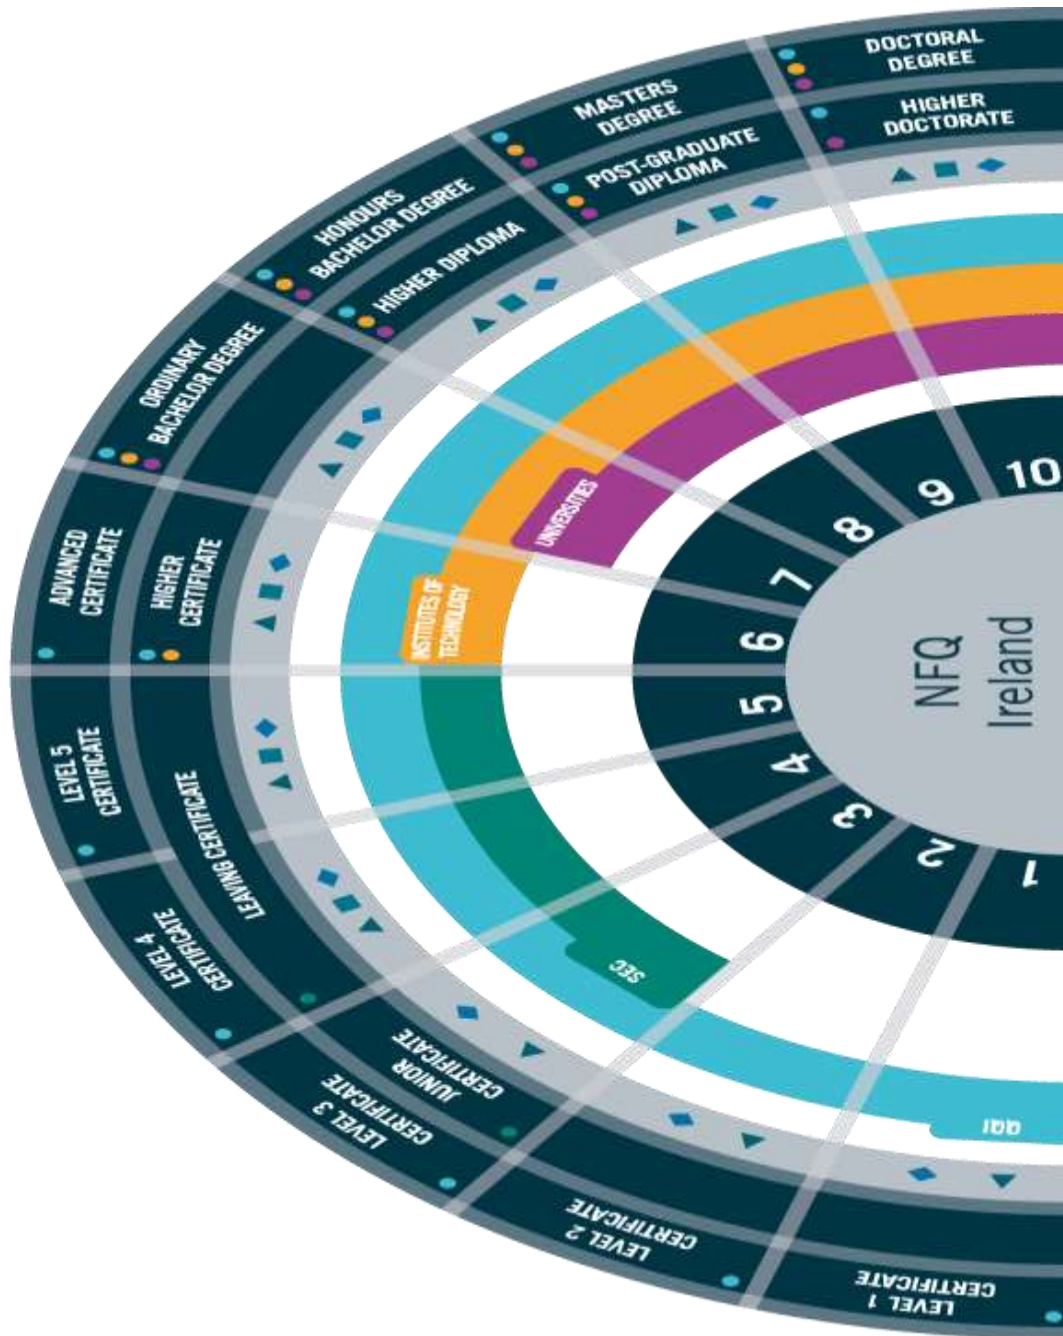 DOCTORAL
DEGREE
HIGHER
DOCTORATE
MASTERS
DEGREE
POST-GRADUATE
DIPLOMA
HONOURS
BACHELOR DEGREE
HIGHER DIPLOMA
ORDINARY
BACHELOR DEGREE
ADVANCED
CERTIFICATE
HIGHER
CERTIFICATE
LEVEL 5
CERTIFICATE
LEAVING CERTIFICATE
LEVEL 4
CERTIFICATE
JUNIOR
CERTIFICATE
LEVEL 3
CERTIFICATE
LEVEL 2
CERTIFICATE
LEVEL 1
CERTIFICATE
UNIVERSITIES
INSTITUTES OF
TECHNOLOGY
SEC
QQI
10
9
8
7
6
5
4
3
2
1
NFQ
Ireland